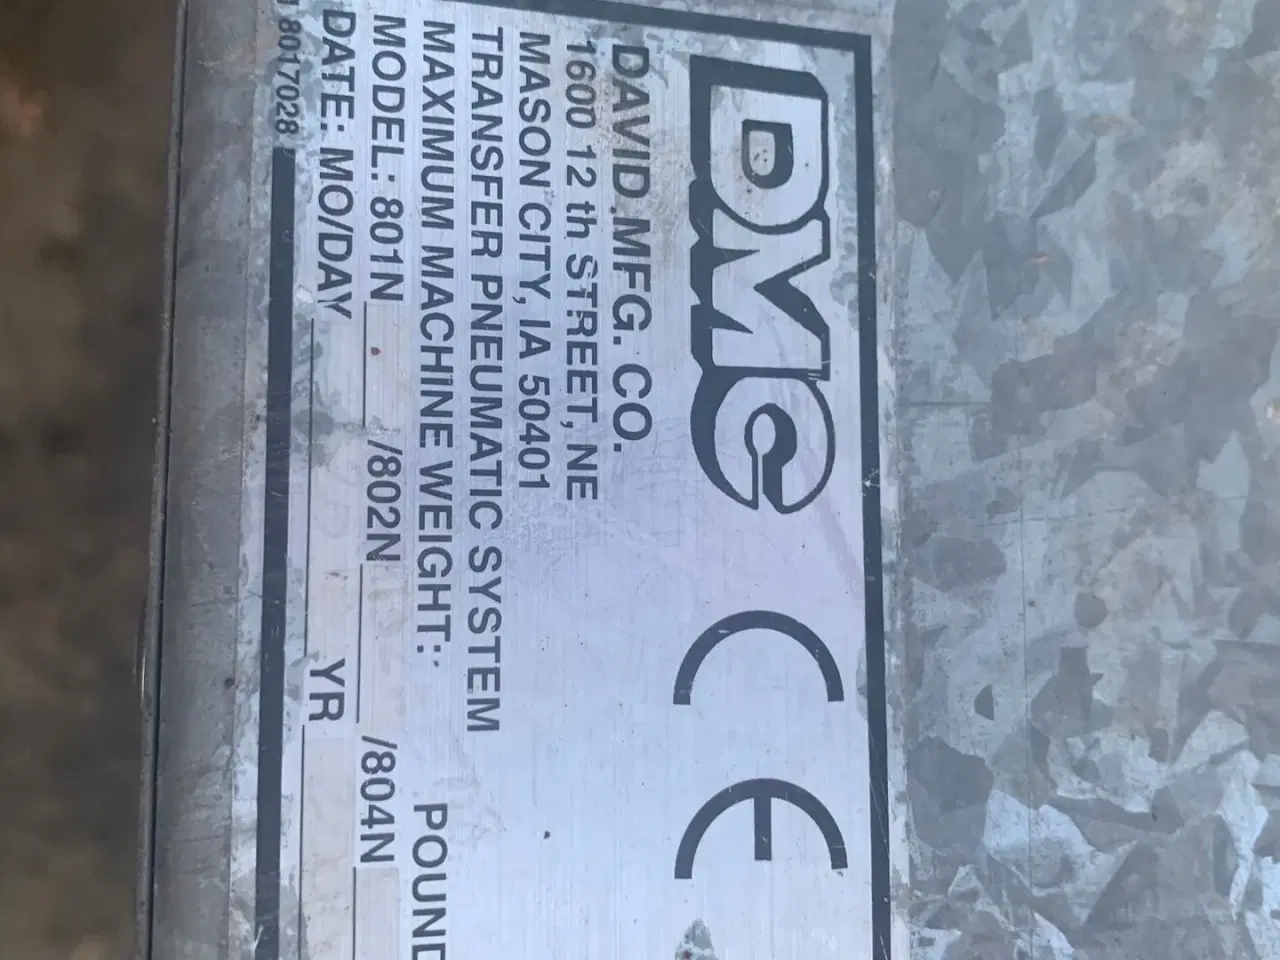 DMC CE
DAVID MFG. CO.
1600 12 th STREET, NE
MASON CITY, IA 50401
TRANSFER PNEUMATIC SYSTEM
MAXIMUM MACHINE WEIGHT: POUND
MODEL: 801N /802N /804N
DATE: MO/DAY YR
8017028